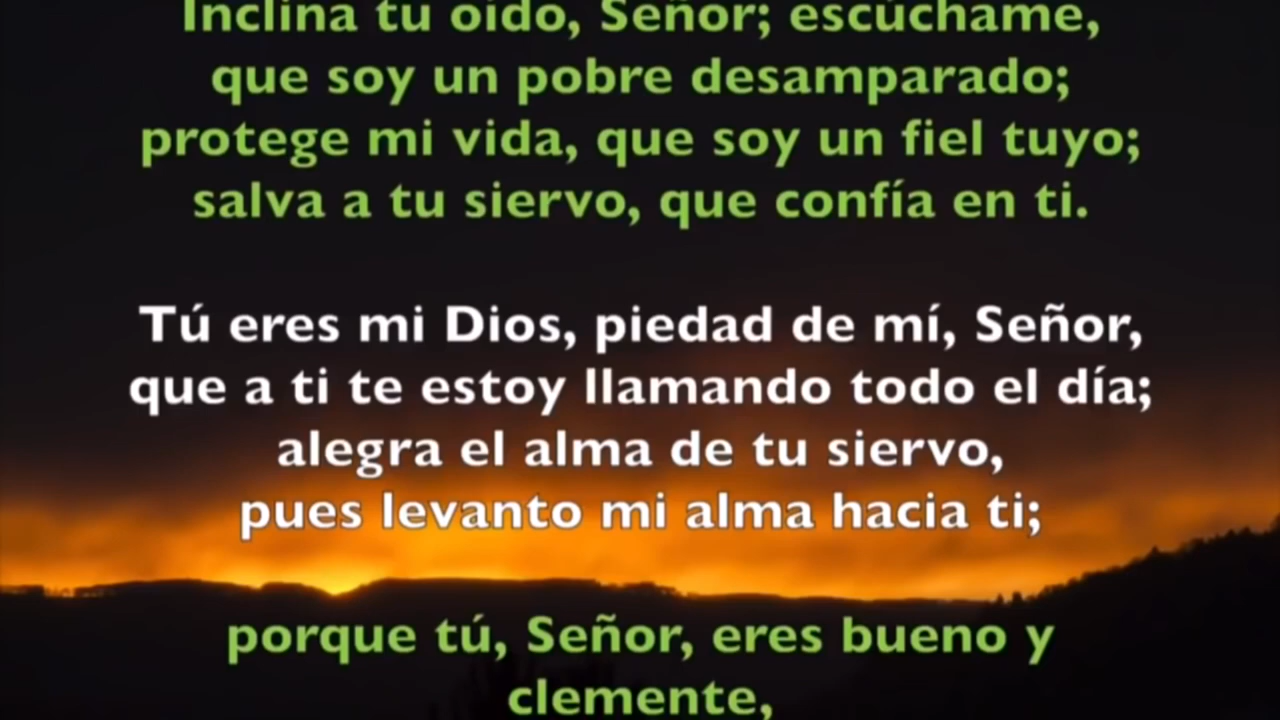 Inclina tu oído, Señor; escúchame,
que soy un pobre desamparado;
protege mi vida, que soy un fiel tuyo;
salva a tu siervo, que confía en ti.
Tú eres mi Dios, piedad de mí, Señor,
que a ti te estoy llamando todo el día;
alegra el alma de tu siervo,
pues levanto mi alma hacia ti;
porque tú, Señor, eres bueno y
clemente,